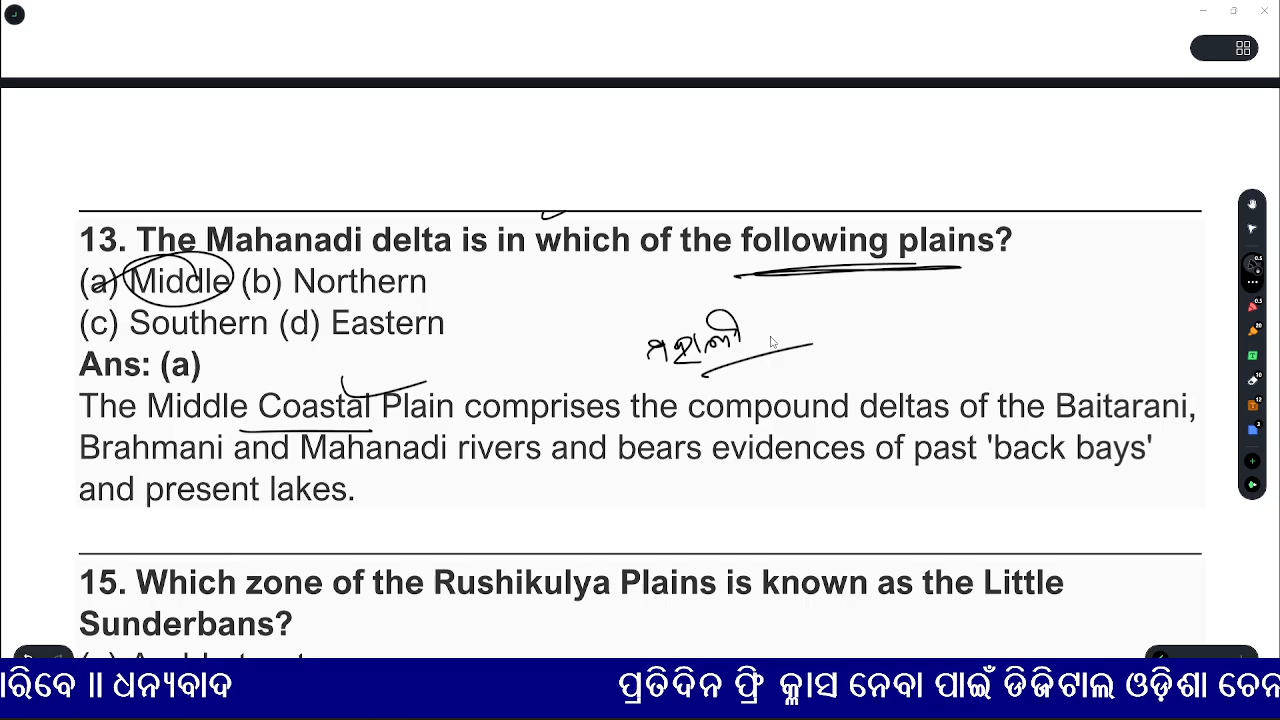 13. The Mahanadi delta is in which of the following plains?
(a) Middle (b) Northern
(c) Southern (d) Eastern
Ans: (a)
The Middle Coastal Plain comprises the compound deltas of the Baitarani,
Brahmani and Mahanadi rivers and bears evidences of past 'back bays'
and present lakes.
15. Which zone of the Rushikulya Plains is known as the Little
Sunderbans?
ାରିବେ ॥ ଧନ୍ୟବାଦ ପ୍ରତିଦିନ ଫ୍ରି କ୍ଳାସ ନେବା ପାଇଁ ଡିଜିଟାଲ ଓଡ଼ିଶା ଚେନ